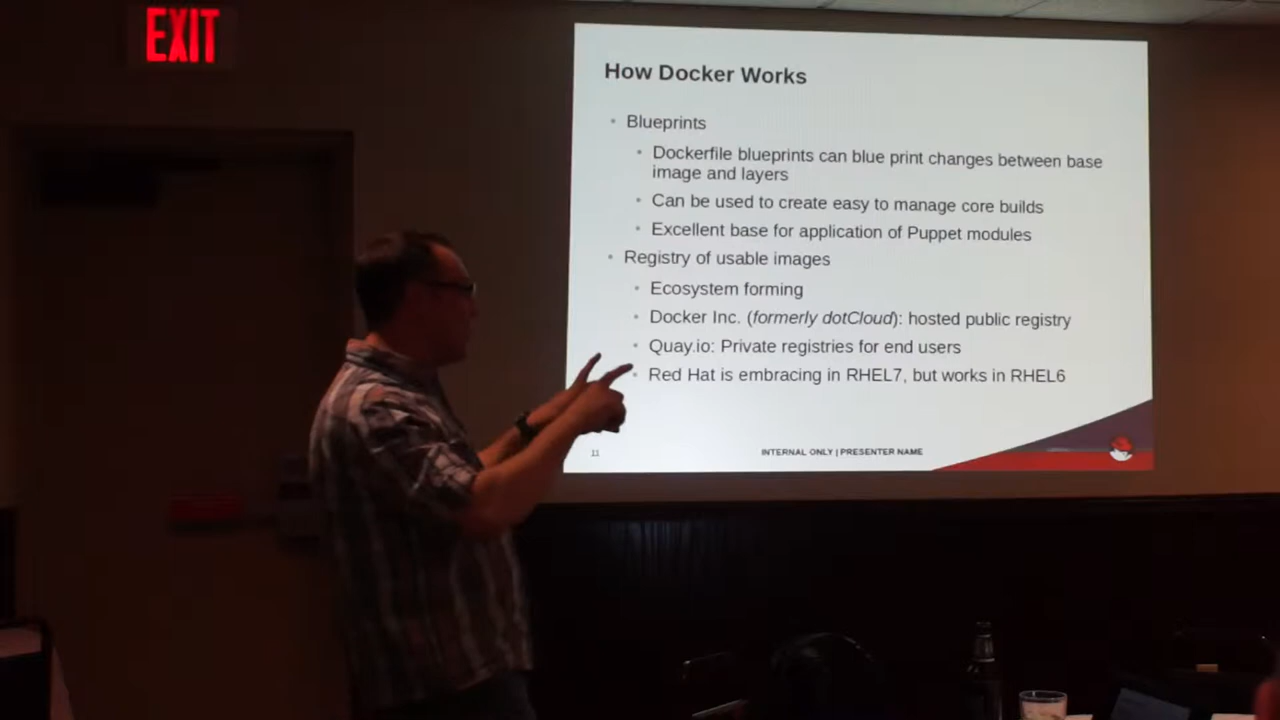 EXIT
How Docker Works
• Blueprints
• Dockerfile blueprints can blue print changes between base
image and layers
• Can be used to create easy to manage core builds
• Excellent base for application of Puppet modules
• Registry of usable images
• Ecosystem forming
• Docker Inc. (formerly dotCloud): hosted public registry
• Quay.io: Private registries for end users
• Red Hat is embracing in RHEL7, but works in RHEL6
11
INTERNAL ONLY | PRESENTER NAME